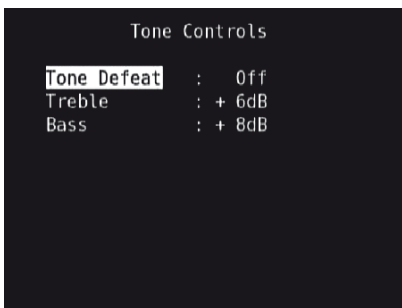 Tone Controls
Tone Defeat : Off
Treble : + 6dB
Bass : + 8dB